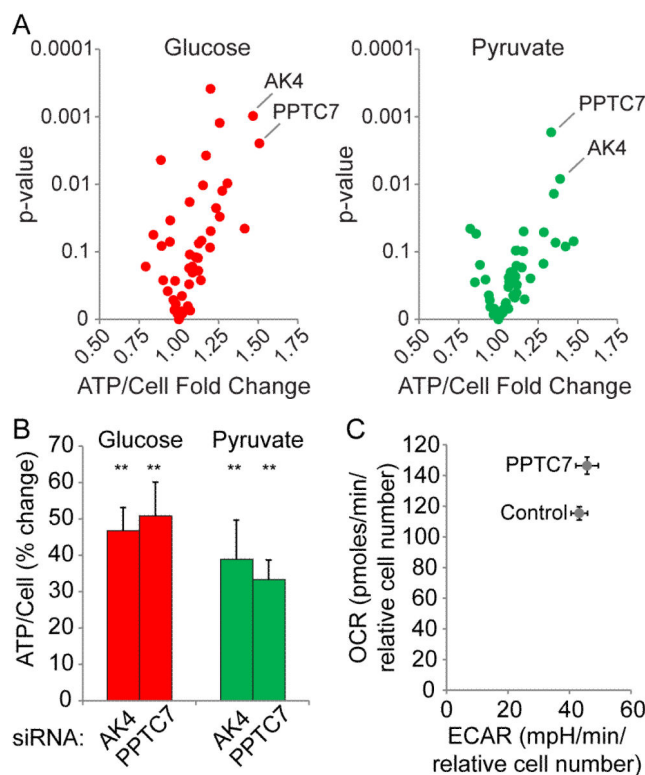 A
Glucose
Pyruvate
p-value
0.0001
0.001
0.01
0.1
0
AK4
PPTC7
0.50
0.75
1.00
1.25
1.50
1.75
ATP/Cell Fold Change
p-value
0.0001
0.001
0.01
0.1
0
PPTC7
AK4
0.50
0.75
1.00
1.25
1.50
1.75
ATP/Cell Fold Change
B
Glucose Pyruvate
ATP/Cell (% change)
70
60
50
40
30
20
10
0
** ** ** **
siRNA: AK4 PPTC7 AK4 PPTC7
C
OCR (pmoles/min/
relative cell number)
140
120
100
80
60
40
20
0
PPTC7
Control
0 20 40 60
ECAR (mpH/min/
relative cell number)